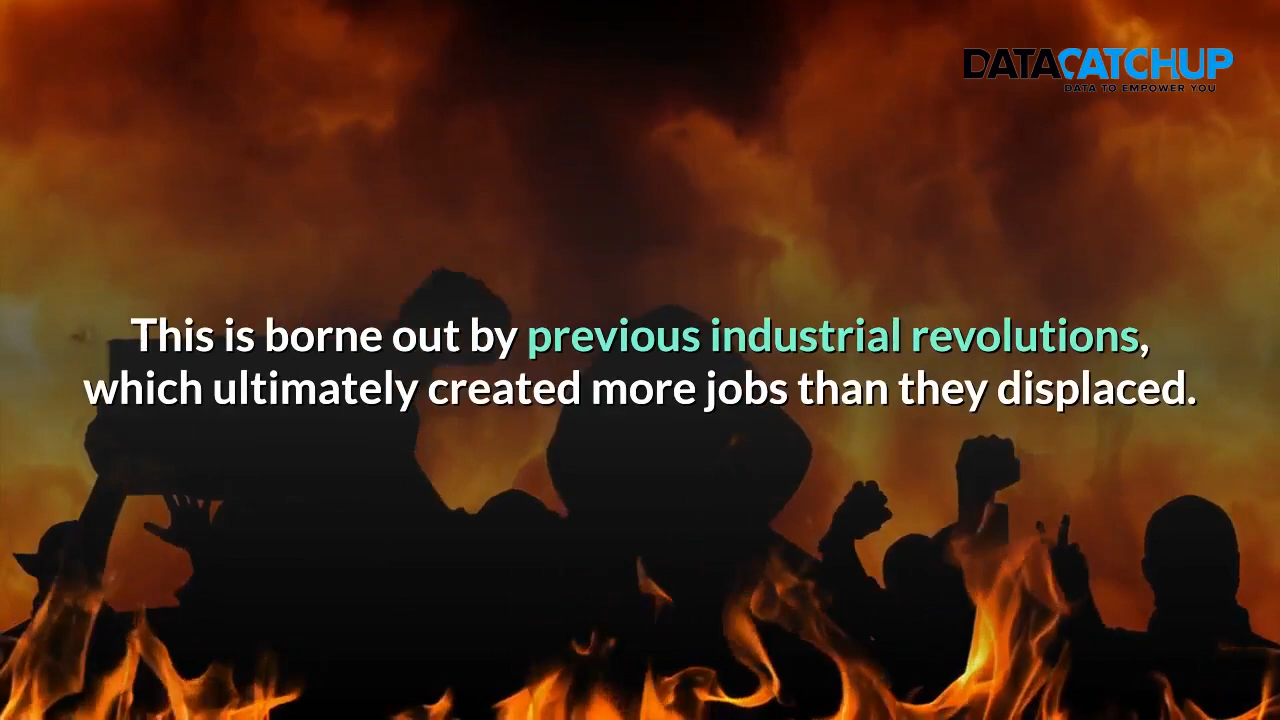 DATACATCHUP
DATA TO EMPOWER YOU
This is borne out by previous industrial revolutions,
which ultimately created more jobs than they displaced.